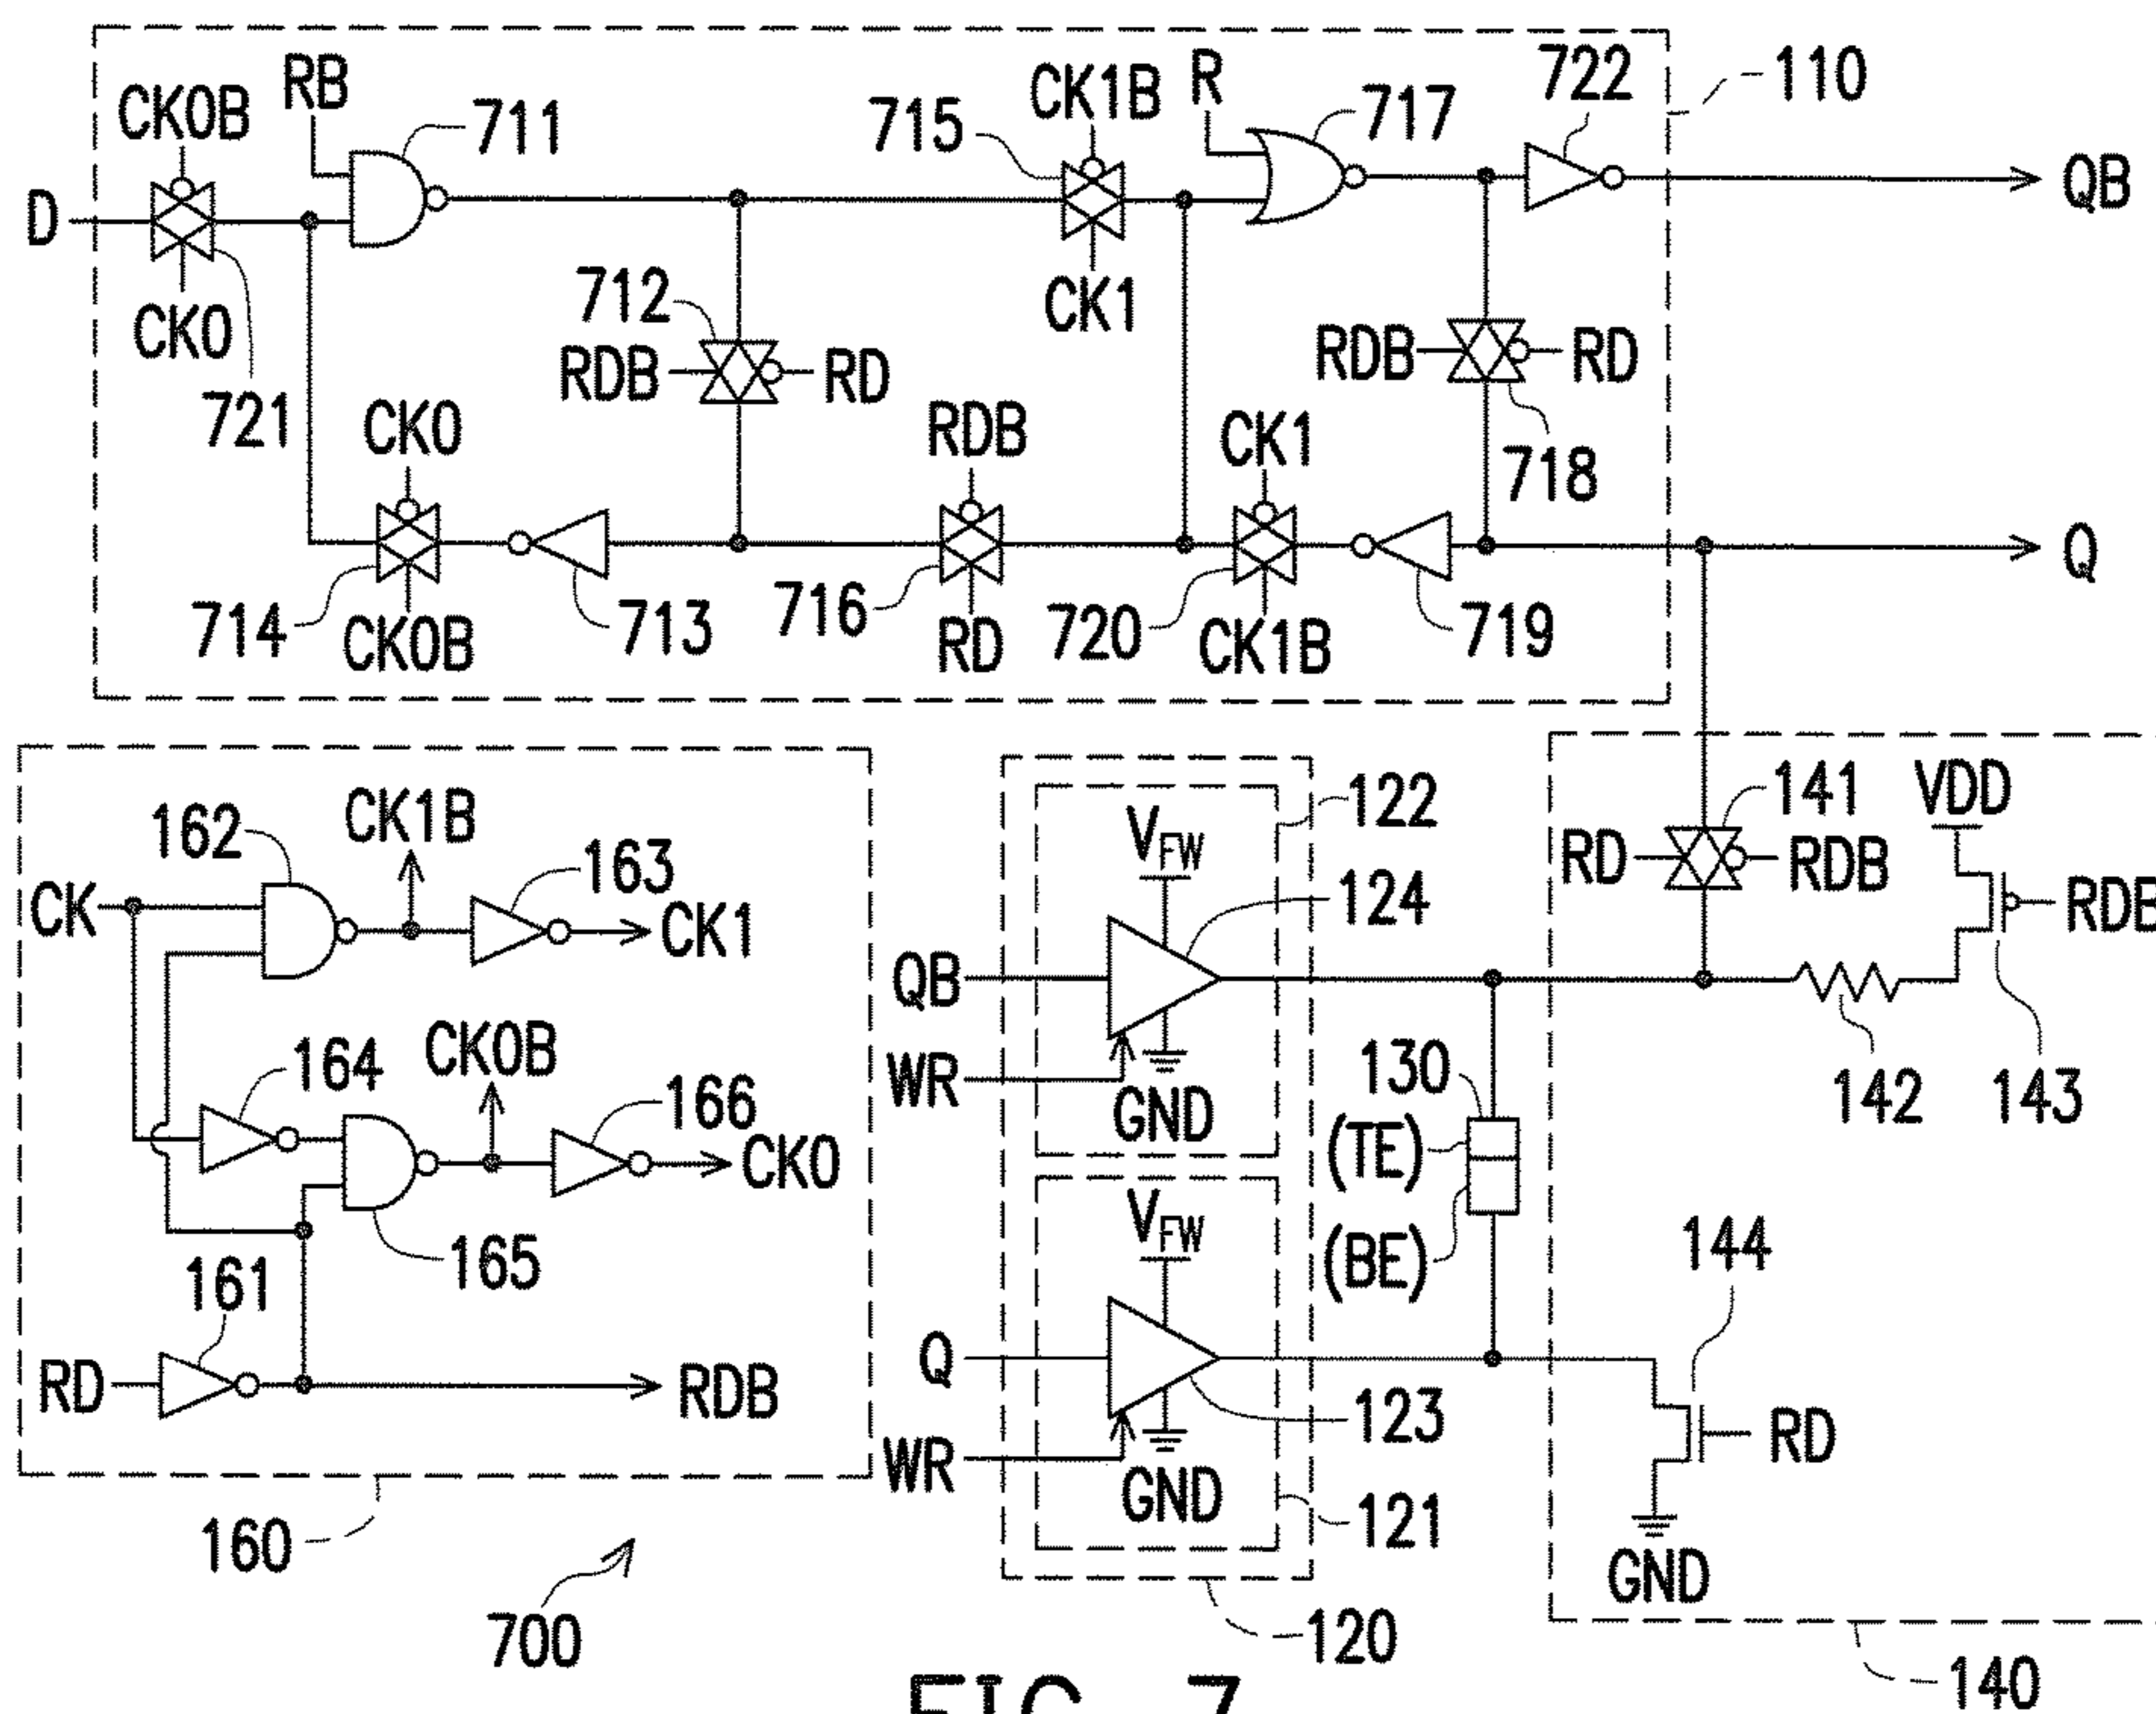 CK0B
RB
711
715
CK1B
R
717
722
110
D
QB
CK0
721
712
RDB
RD
CK1
RDB
RD
718
CK0
714
CK0B
713
RDB
716
RD
CK1
720
CK1B
719
Q
162
CK1B
163
CK
CK1
164
CK0B
166
CK0
165
161
RD
RDB
160
700
122
VFW
124
QB
WR
GND
130
(TE)
(BE)
VFW
Q
WR
123
GND
121
120
141
VDD
RD
RDB
RDB
142
143
144
RD
GND
140